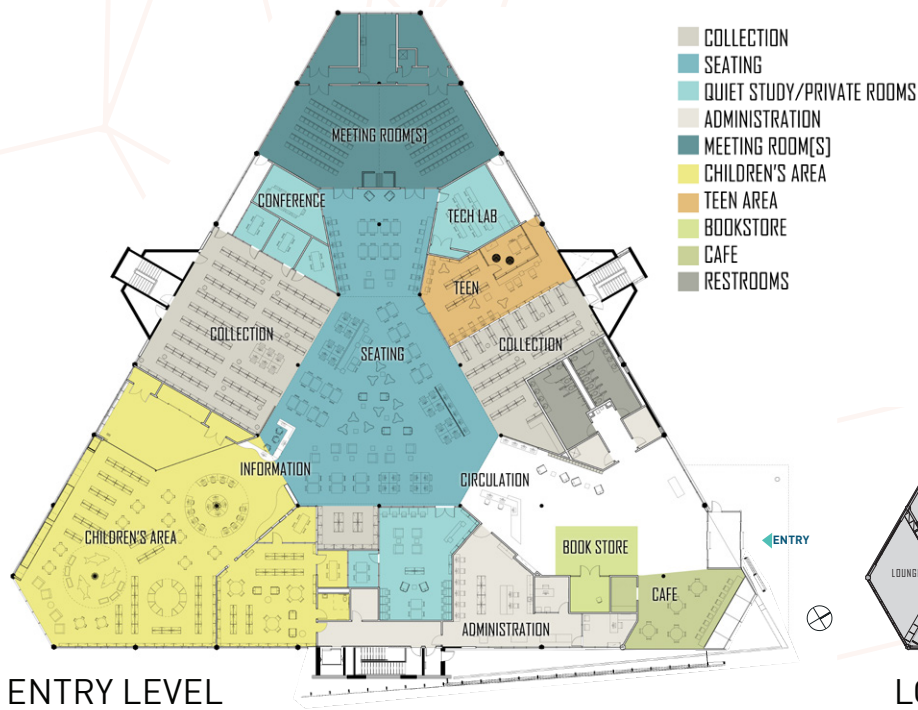 COLLECTION
SEATING
QUIET STUDY/PRIVATE ROOMS
ADMINISTRATION
MEETING ROOM[S]
CHILDREN'S AREA
TEEN AREA
BOOKSTORE
CAFE
RESTROOMS
MEETING ROOM[S]
CONFERENCE
TECH LAB
TEEN
COLLECTION
SEATING
COLLECTION
INFORMATION
CIRCULATION
CHILDREN'S AREA
BOOK STORE
ENTRY
CAFE
ADMINISTRATION
ENTRY LEVEL